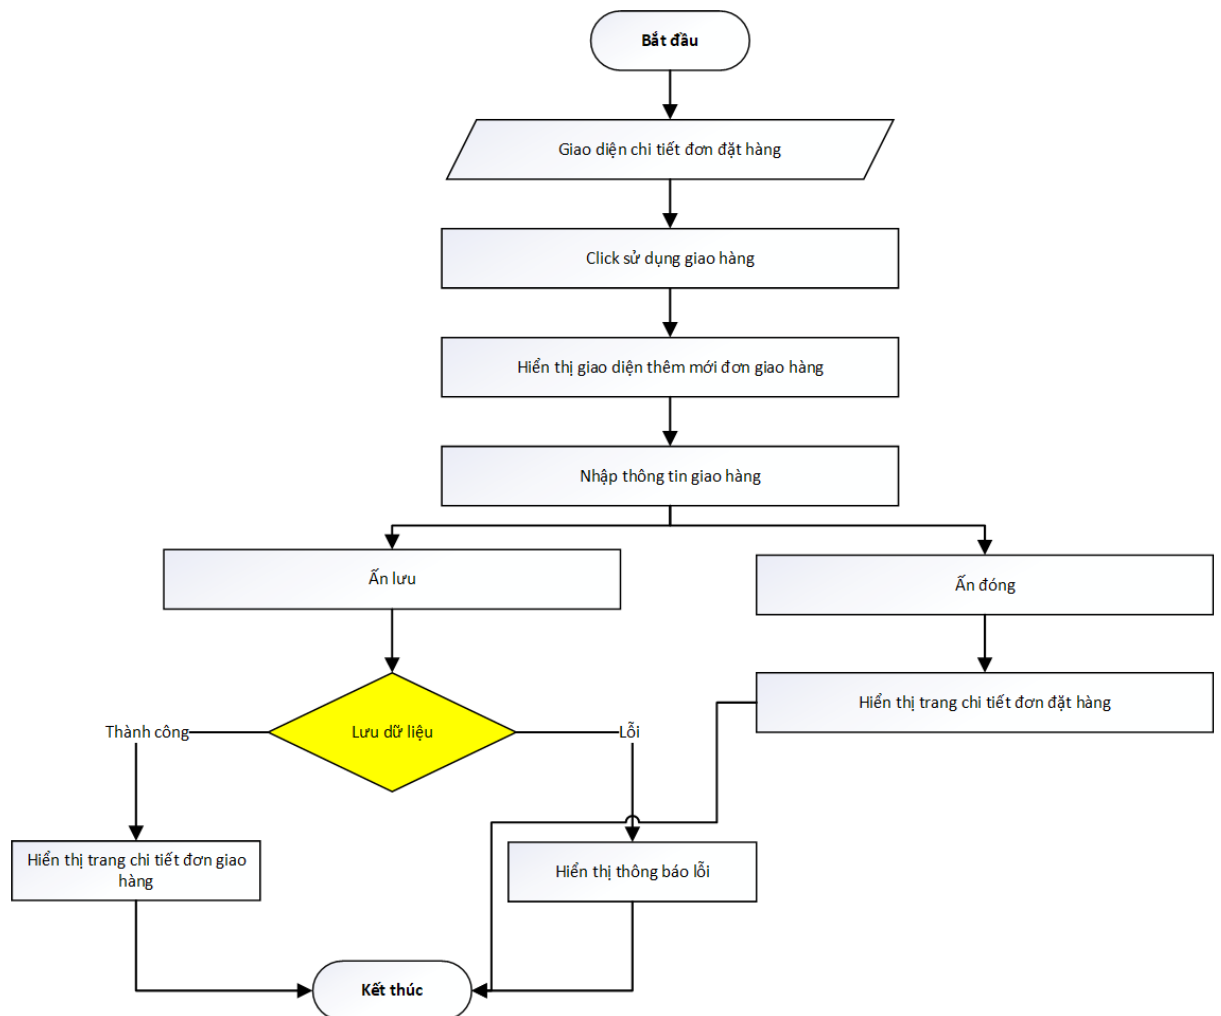 Bắt đầu
Giao diện chi tiết đơn đặt hàng
Click sử dụng giao hàng
Hiển thị giao diện thêm mới đơn giao hàng
Nhập thông tin giao hàng
Ấn lưu
Ấn đóng
Hiển thị trang chi tiết đơn đặt hàng
Thành công
Lưu dữ liệu
Lỗi
Hiển thị trang chi tiết đơn giao
hàng
Hiển thị thông báo lỗi
Kết thúc